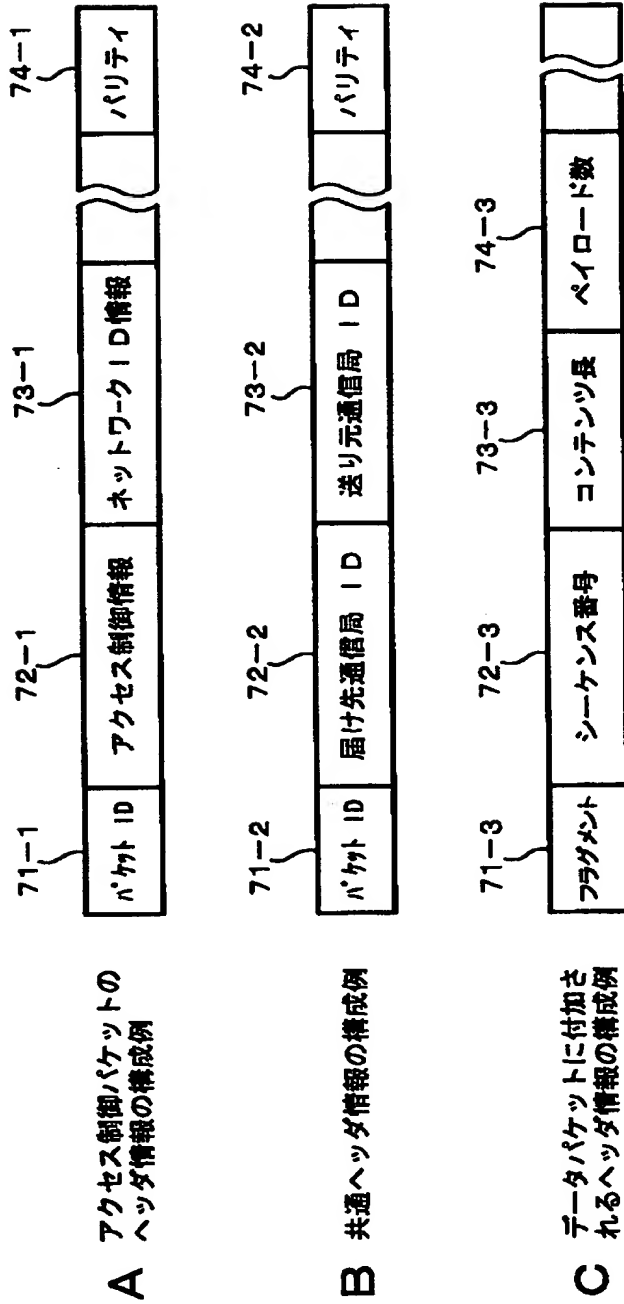 A アクセス制御パケットの
ヘッダ情報の構成例
71-1
72-1
73-1
74-1
パケット ID
アクセス制御情報
ネットワークID情報
パリティ
B 共通ヘッダ情報の構成例
71-2
72-2
73-2
74-2
パケット ID
届け先通信局 ID
送り元通信局 ID
パリティ
C データパケットに付加さ
れるヘッダ情報の構成例
71-3
72-3
73-3
74-3
フラグメント
シーケンス番号
コンテンツ長
ペイロード数